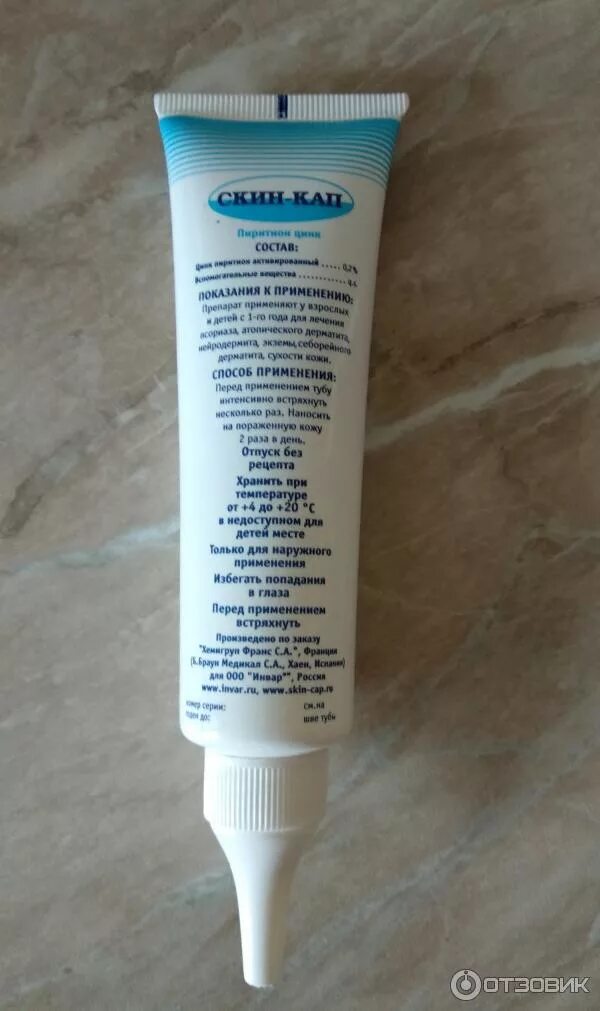 СКИН-КАП
Пиритион цинк
СОСТАВ:
Цинк пиритион активированный ..... 0,2%
Вспомогательные вещества ............
ПОКАЗАНИЯ К ПРИМЕНЕНИЮ:
Препарат применяют у взрослых
и детей с 1-го года для лечения
псориаза, атопического дерматита,
нейродермита, экземы, себорейного
дерматита, сухости кожи.
СПОСОБ ПРИМЕНЕНИЯ:
Перед применением тубу
интенсивно встряхнуть
несколько раз. Наносить
на пораженную кожу
2 раза в день.
Отпуск без
рецепта
Хранить при
температуре
от +4 до +20 °С
в недоступном для
детей месте
Только для наружного
применения
Избегать попадания
в глаза
Перед применением
встряхнуть
Произведено по заказу
"Хемигруп Франс С.А.", Франция
(Б.Браун Медикал С.А., Хаен, Испания)
для ООО "Инвар"", Россия
www.invar.ru, www.skin-cap.ru
номер серии: см.на
годен до: шве тубы
ОТЗОВИК